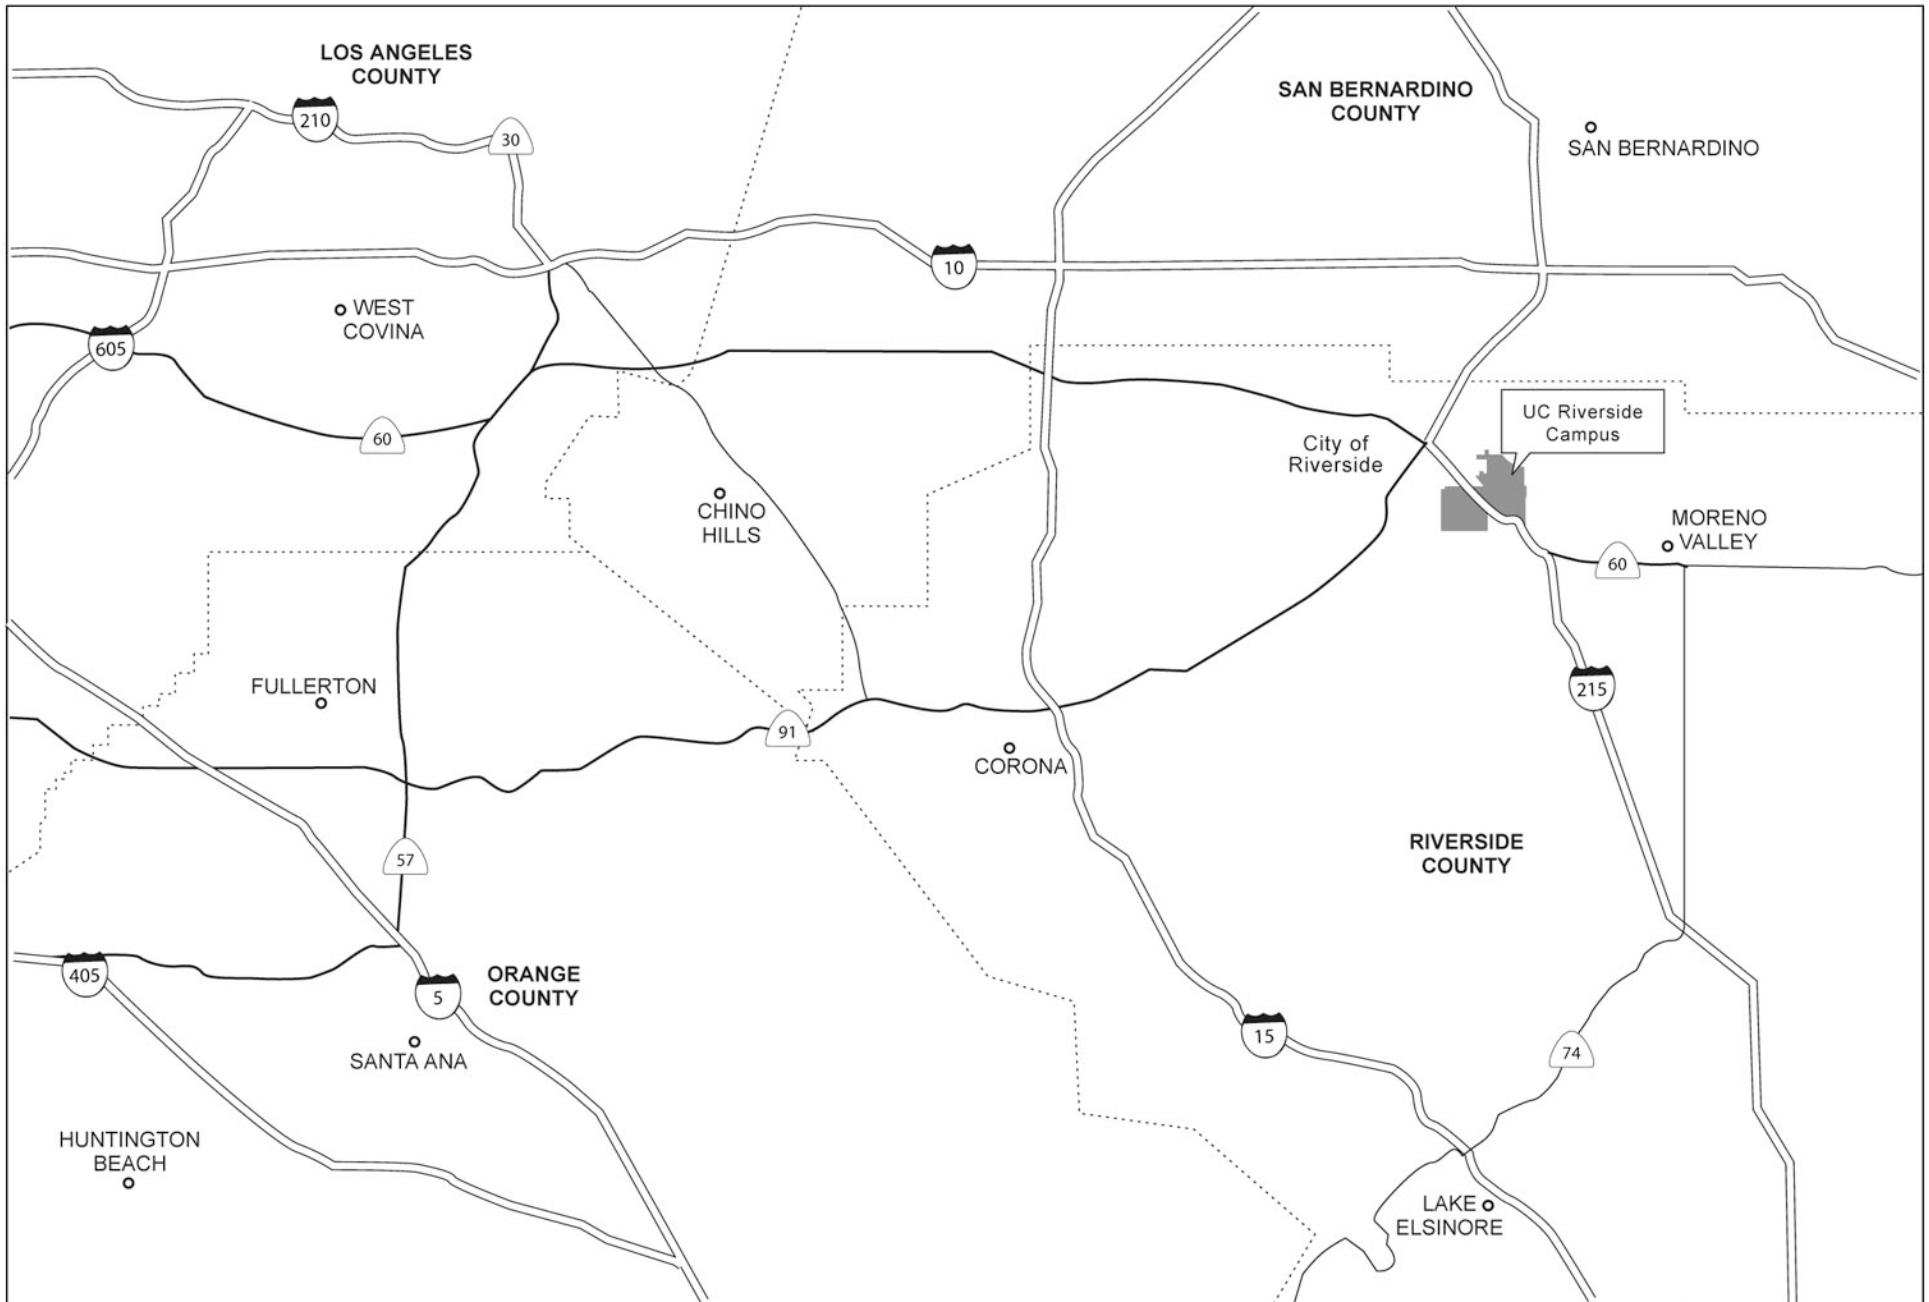 LOS ANGELES
COUNTY
SAN BERNARDINO
COUNTY
210
30
SAN BERNARDINO
10
WEST
COVINA
605
60
UC Riverside
Campus
City of
Riverside
CHINO
HILLS
MORENO
VALLEY
60
FULLERTON
215
91
CORONA
57
RIVERSIDE
COUNTY
405
5
ORANGE
COUNTY
15
SANTA ANA
74
HUNTINGTON
BEACH
LAKE
ELSINORE